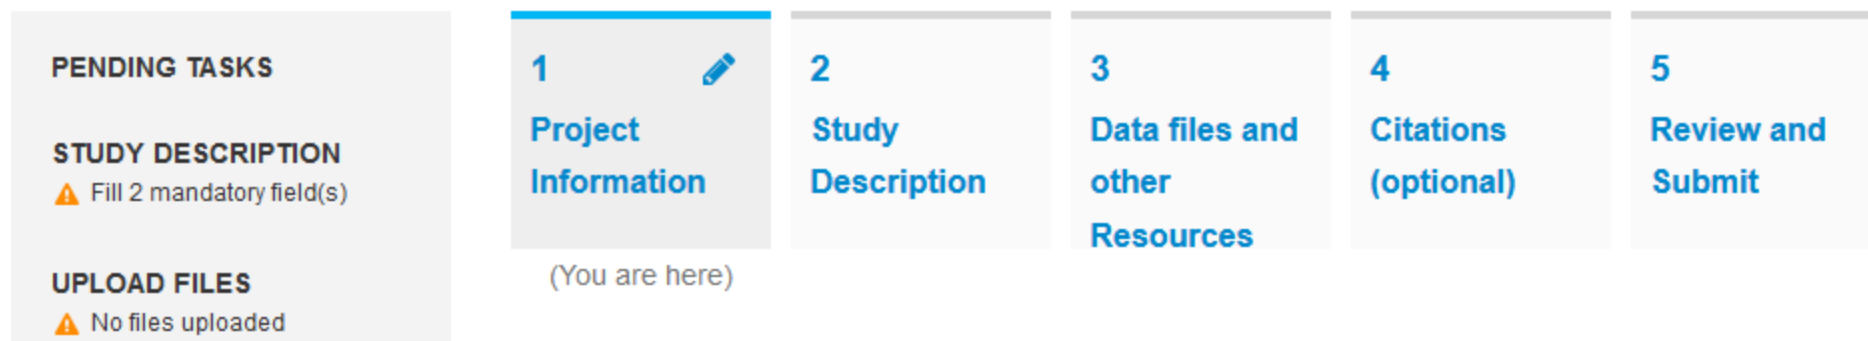 PENDING TASKS
STUDY DESCRIPTION
Fill 2 mandatory field(s)
UPLOAD FILES
No files uploaded
1
Project
Information
(You are here)
2
Study
Description
3
Data files and
other
Resources
4
Citations
(optional)
5
Review and
Submit